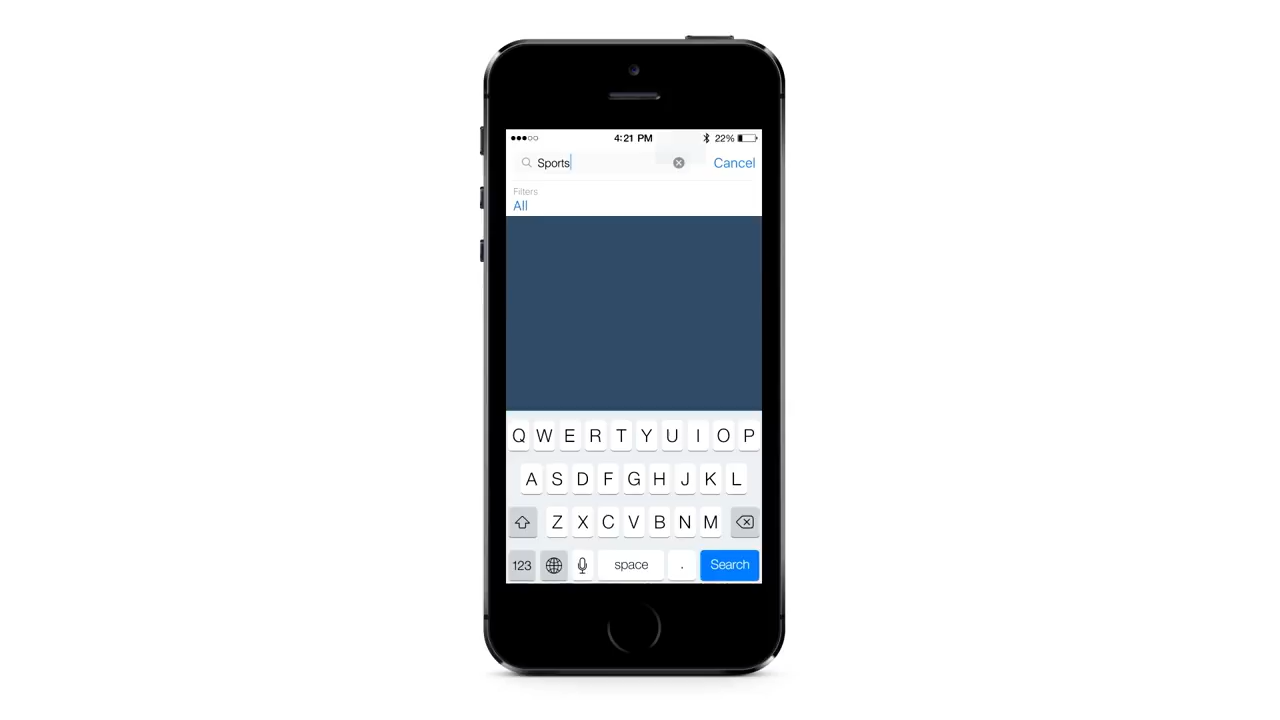 4:21 PM 22%
Sports Cancel
Filters
All
Q W E R T Y U I O P
A S D F G H J K L
Z X C V B N M
123 space . Search